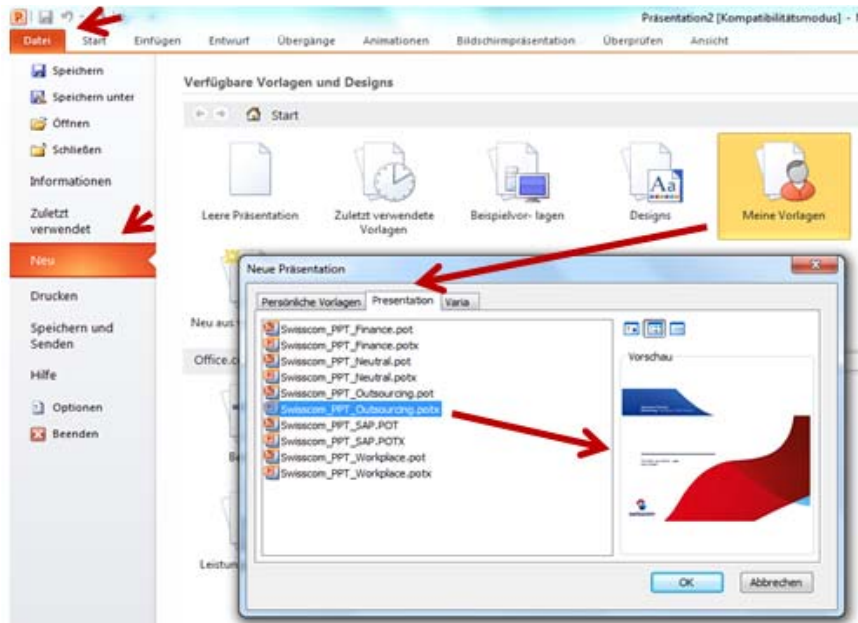 Präsentation2 [Kompatibilitätsmodus] -
Datei Start Einfügen Entwurf Übergänge Animationen Bildschirmpräsentation Überprüfen Ansicht
Speichern
Speichern unter
Öffnen
Schließen
Informationen
Zuletzt
verwendet
Neu
Drucken
Speichern und
Senden
Hilfe
Optionen
Beenden
Verfügbare Vorlagen und Designs
Start
Leere Präsentation
Zuletzt verwendete
Vorlagen
Beispielvor- lagen
Designs
Meine Vorlagen
Neu aus
Office.c
Leistun
Neue Präsentation
Persönliche Vorlagen Presentation Varia
Swisscom_PPT_Finance.pot
Swisscom_PPT_Finance.potx
Swisscom_PPT_Neutral.pot
Swisscom_PPT_Neutral.potx
Swisscom_PPT_Outsourcing.pot
Swisscom_PPT_Outsourcing.potx
Swisscom_PPT_SAP.POT
Swisscom_PPT_SAP.POTX
Swisscom_PPT_Workplace.pot
Swisscom_PPT_Workplace.potx
Vorschau
OK Abbrechen